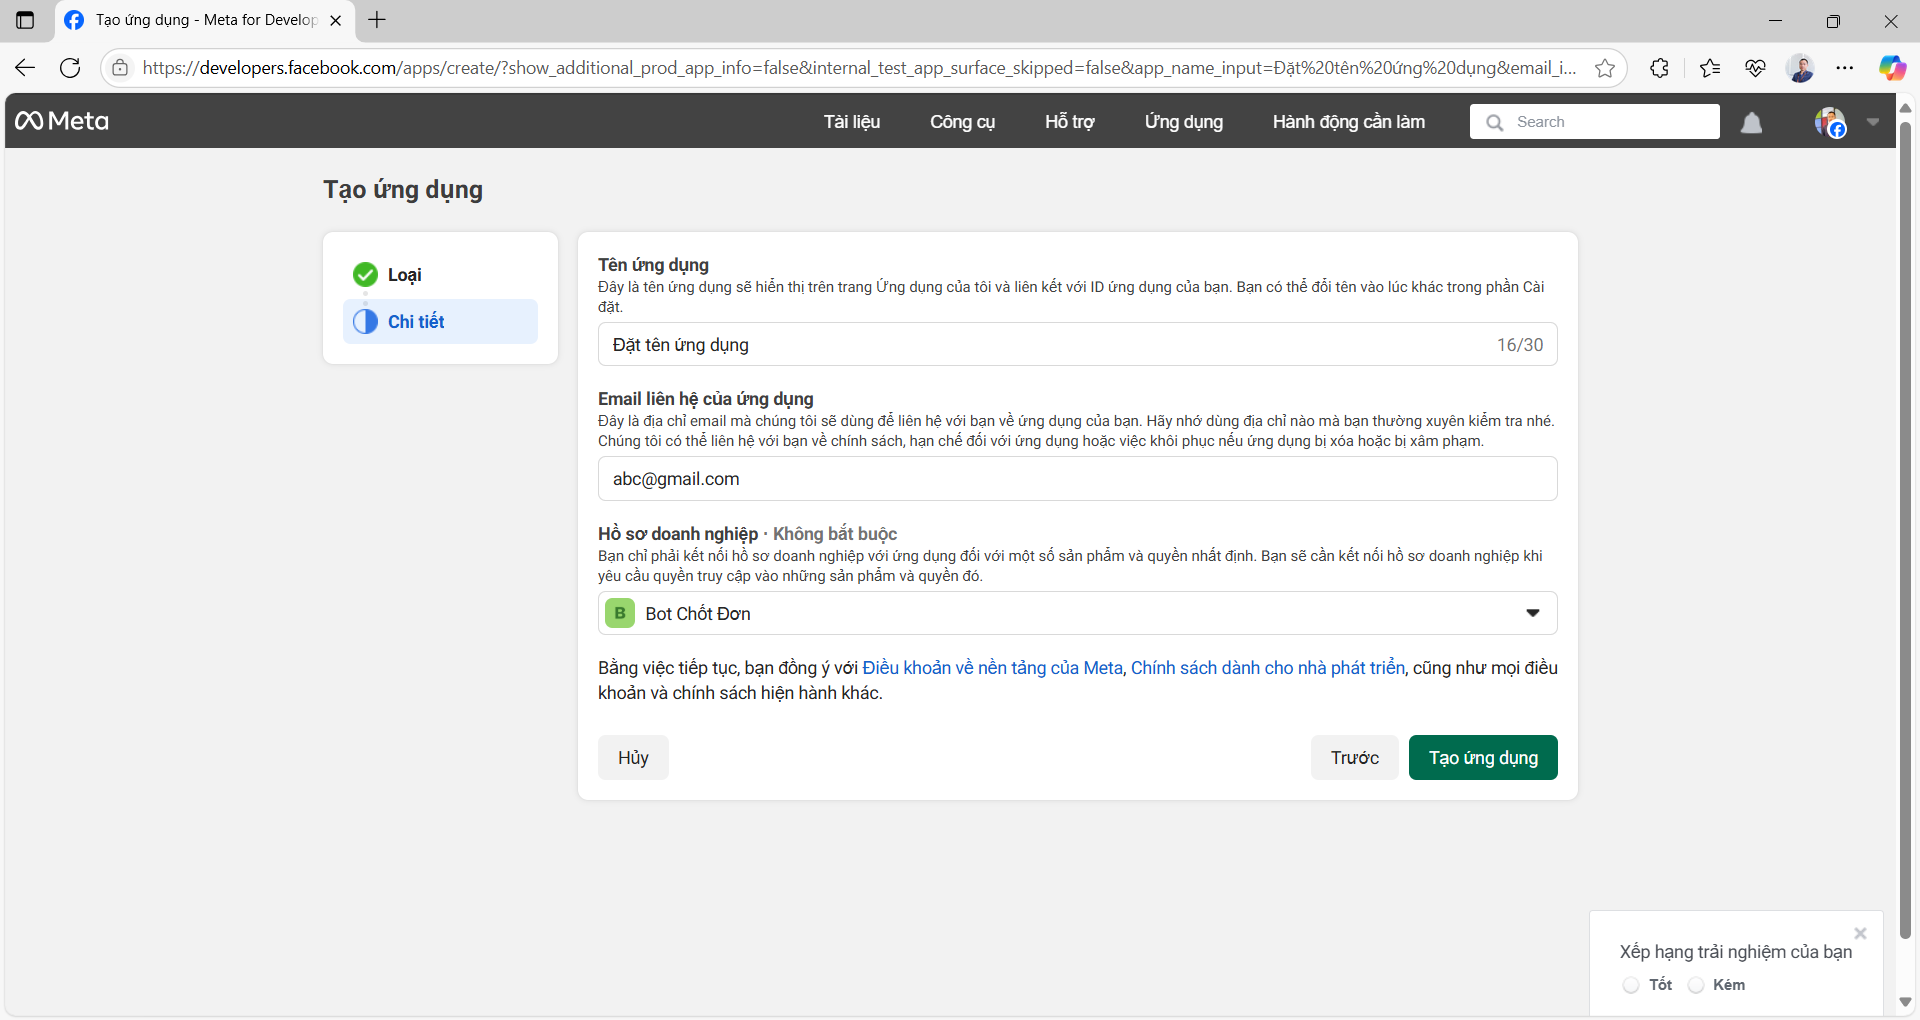 Tạo ứng dụng - Meta for Develop
https://developers.facebook.com/apps/create/?show_additional_prod_app_info=false&internal_test_app_surface_skipped=false&app_name_input=Đặt%20tên%20ứng%20dụng&email_i...
Meta
Tài liệu
Công cụ
Hỗ trợ
Ứng dụng
Hành động cần làm
Search
Tạo ứng dụng
Loại
Chi tiết
Tên ứng dụng
Đây là tên ứng dụng sẽ hiển thị trên trang Ứng dụng của tôi và liên kết với ID ứng dụng của bạn. Bạn có thể đổi tên vào lúc khác trong phần Cài
đặt.
Đặt tên ứng dụng 16/30
Email liên hệ của ứng dụng
Đây là địa chỉ email mà chúng tôi sẽ dùng để liên hệ với bạn về ứng dụng của bạn. Hãy nhớ dùng địa chỉ nào mà bạn thường xuyên kiểm tra nhé.
Chúng tôi có thể liên hệ với bạn về chính sách, hạn chế đối với ứng dụng hoặc việc khôi phục nếu ứng dụng bị xóa hoặc bị xâm phạm.
abc@gmail.com
Hồ sơ doanh nghiệp · Không bắt buộc
Bạn chỉ phải kết nối hồ sơ doanh nghiệp với ứng dụng đối với một số sản phẩm và quyền nhất định. Bạn sẽ cần kết nối hồ sơ doanh nghiệp khi
yêu cầu quyền truy cập vào những sản phẩm và quyền đó.
B Bot Chốt Đơn
Bằng việc tiếp tục, bạn đồng ý với Điều khoản về nền tảng của Meta, Chính sách dành cho nhà phát triển, cũng như mọi điều
khoản và chính sách hiện hành khác.
Hủy
Trước
Tạo ứng dụng
Xếp hạng trải nghiệm của bạn
Tốt
Kém